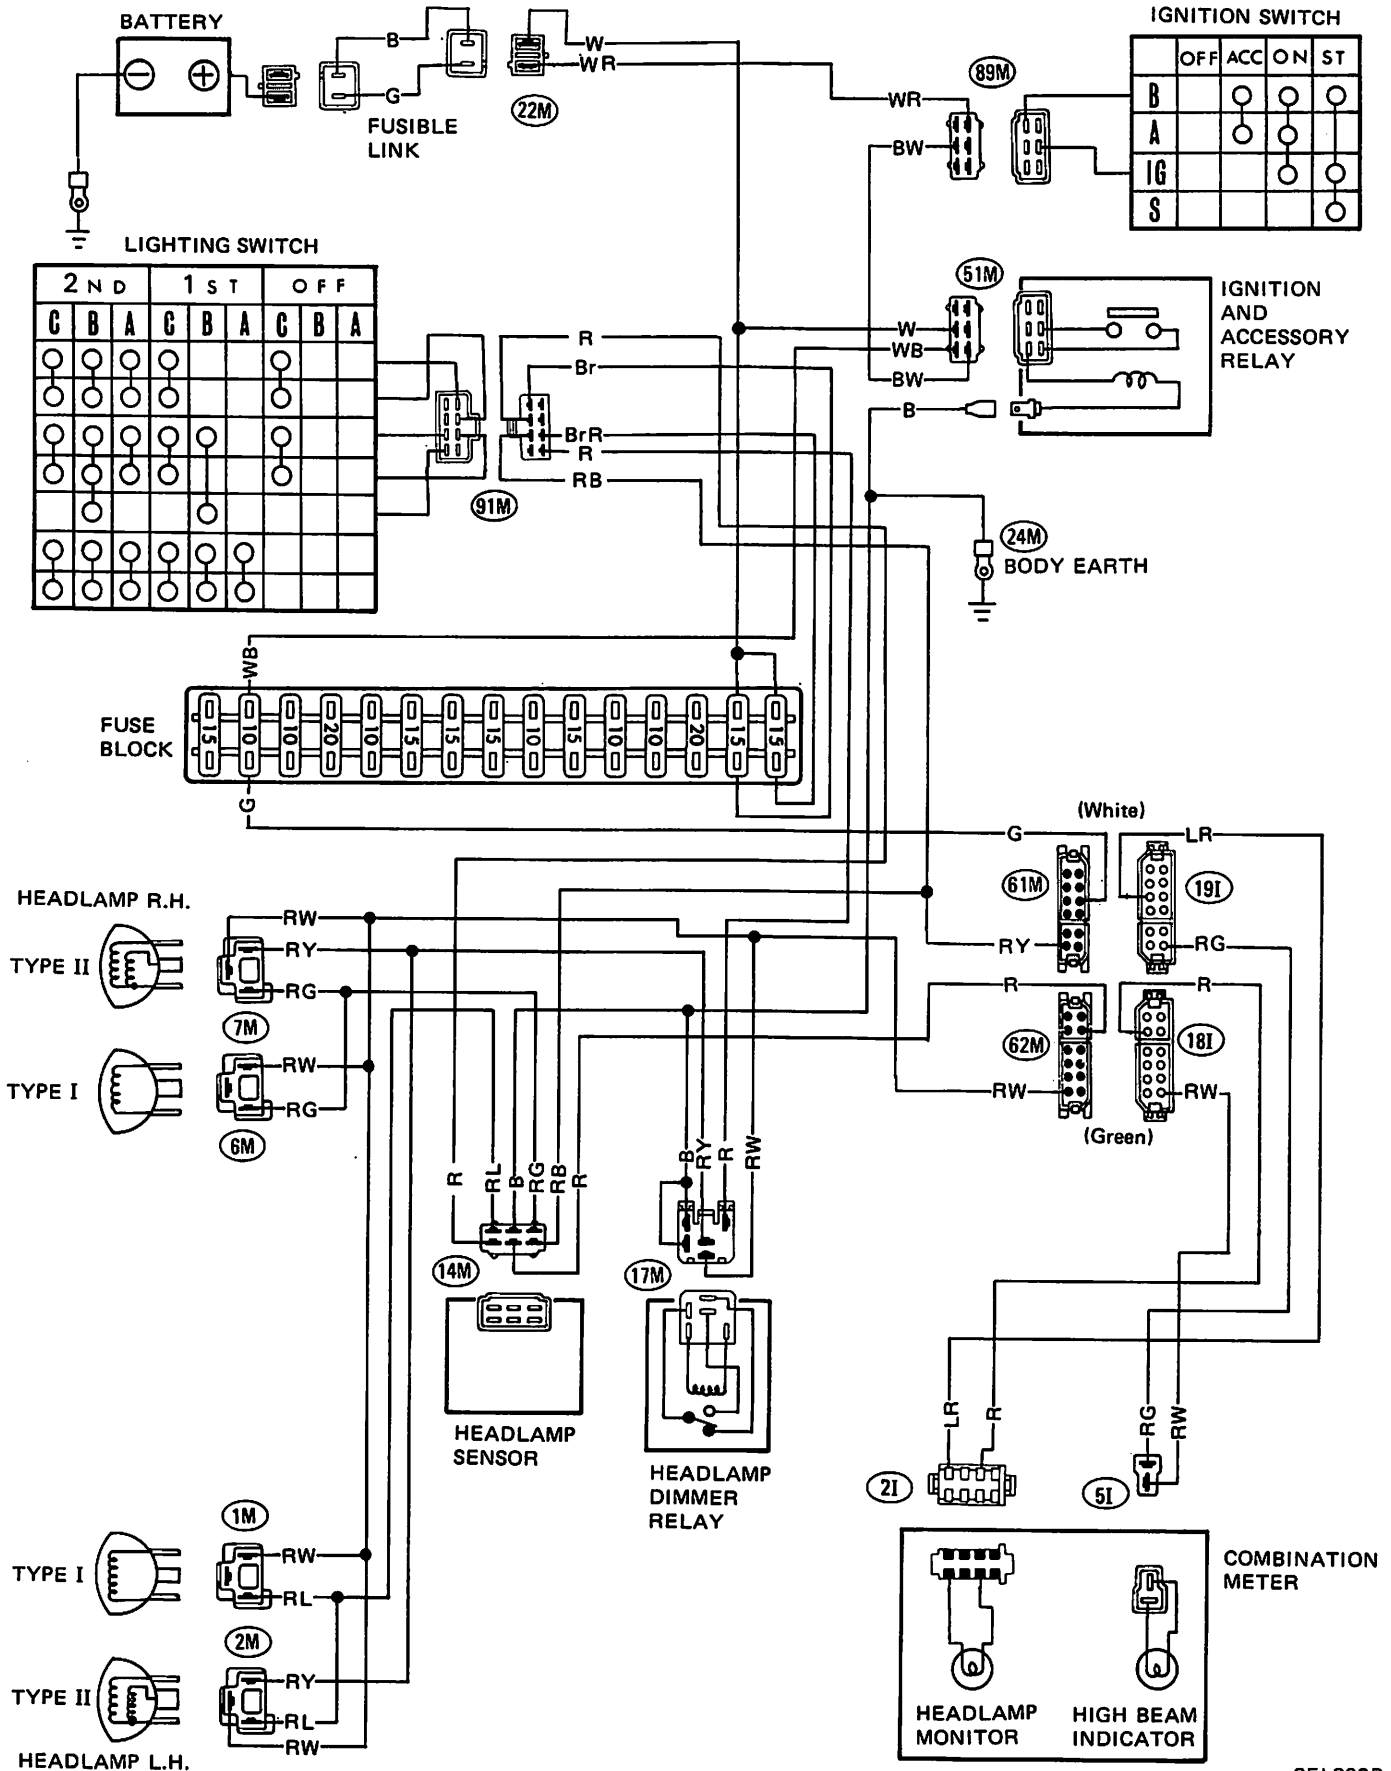 BATTERY
IGNITION SWITCH
OFF ACC ON ST
B
A
IG
S
B
G
FUSIBLE
LINK
W
WR
22M
WR
BW
89M
LIGHTING SWITCH
2ND 1ST OFF
C B A C B A C B A
R
Br
BrR
R
RB
91M
51M
W
WB
BW
B
IGNITION
AND
ACCESSORY
RELAY
24M
BODY EARTH
WB
FUSE
BLOCK
15 10 10 20 10 15 15 15 10 15 10 10 20 15 15
G
(White)
G
LR
61M
19I
RY
RG
R
R
62M
18I
RW
RW
(Green)
HEADLAMP R.H.
TYPE II
RW
RY
RG
7M
TYPE I
RW
RG
6M
R RL B RG RB R
B RY R RW
14M
17M
HEADLAMP
SENSOR
HEADLAMP
DIMMER
RELAY
LR R
RG RW
2I
5I
1M
TYPE I
RW
RL
2M
TYPE II
RY
RL
RW
HEADLAMP L.H.
COMBINATION
METER
HEADLAMP
MONITOR
HIGH BEAM
INDICATOR